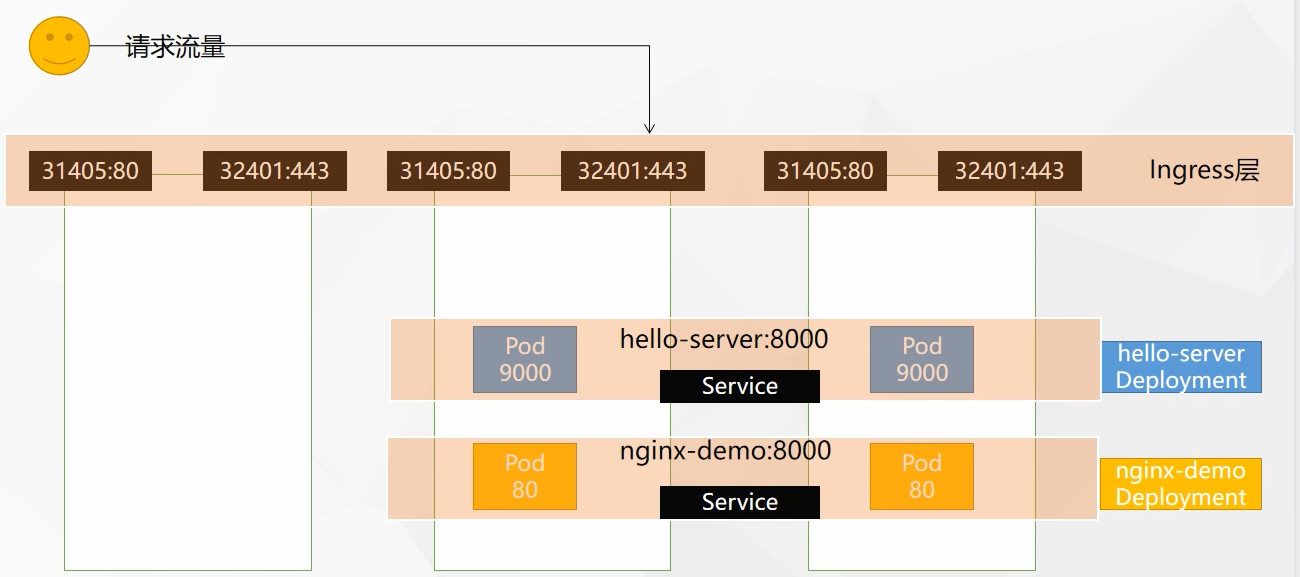 请求流量
31405:80
32401:443
31405:80
32401:443
31405:80
32401:443
Ingress层
Pod
9000
hello-server:8000
Service
Pod
9000
hello-server
Deployment
Pod
80
nginx-demo:8000
Service
Pod
80
nginx-demo
Deployment